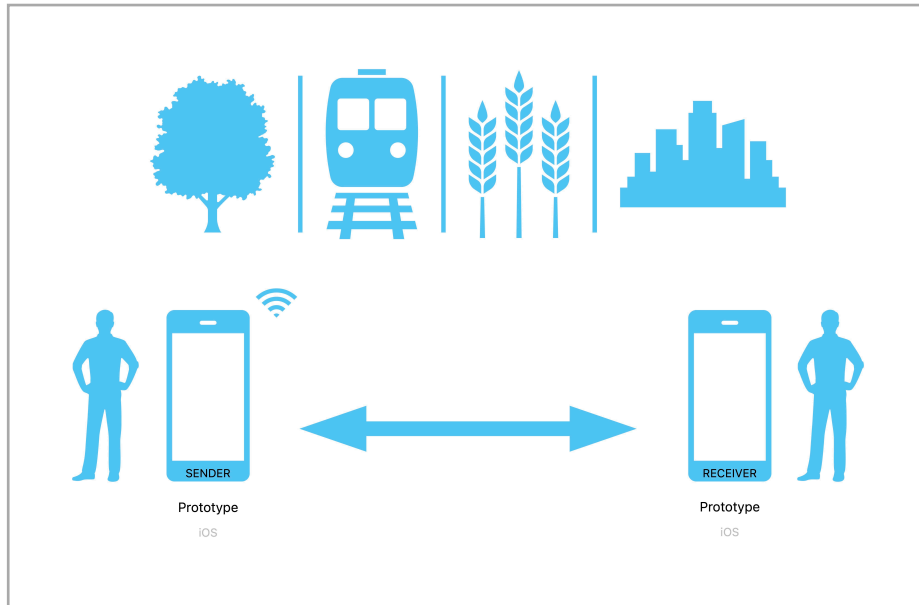 SENDER
RECEIVER
Prototype
Prototype
iOS
iOS